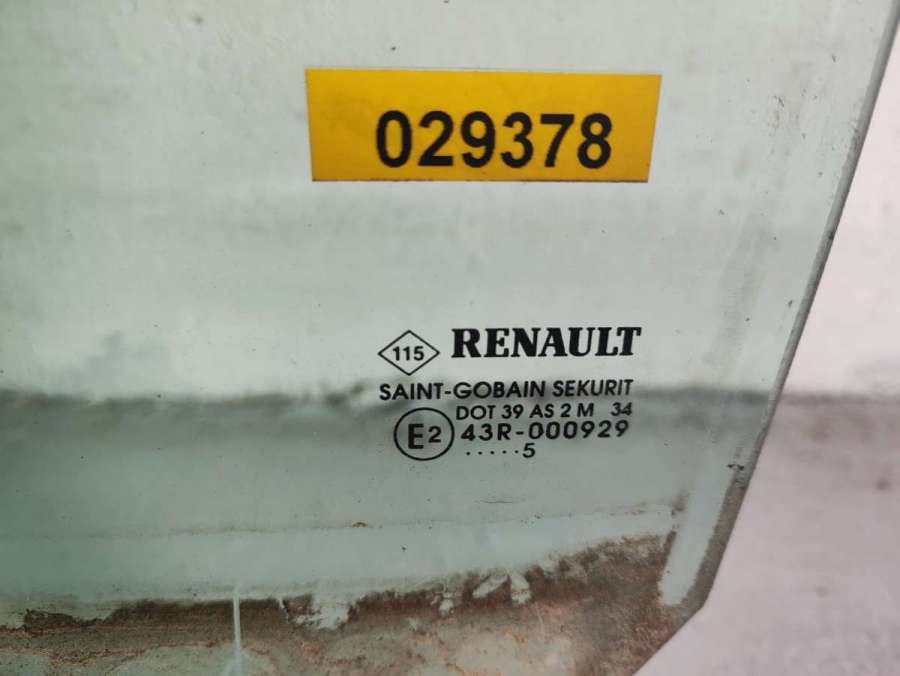 029378
115 RENAULT
SAINT-GOBAIN SEKURIT
DOT 39 AS 2 M 34
E2 43R-000929
.....5